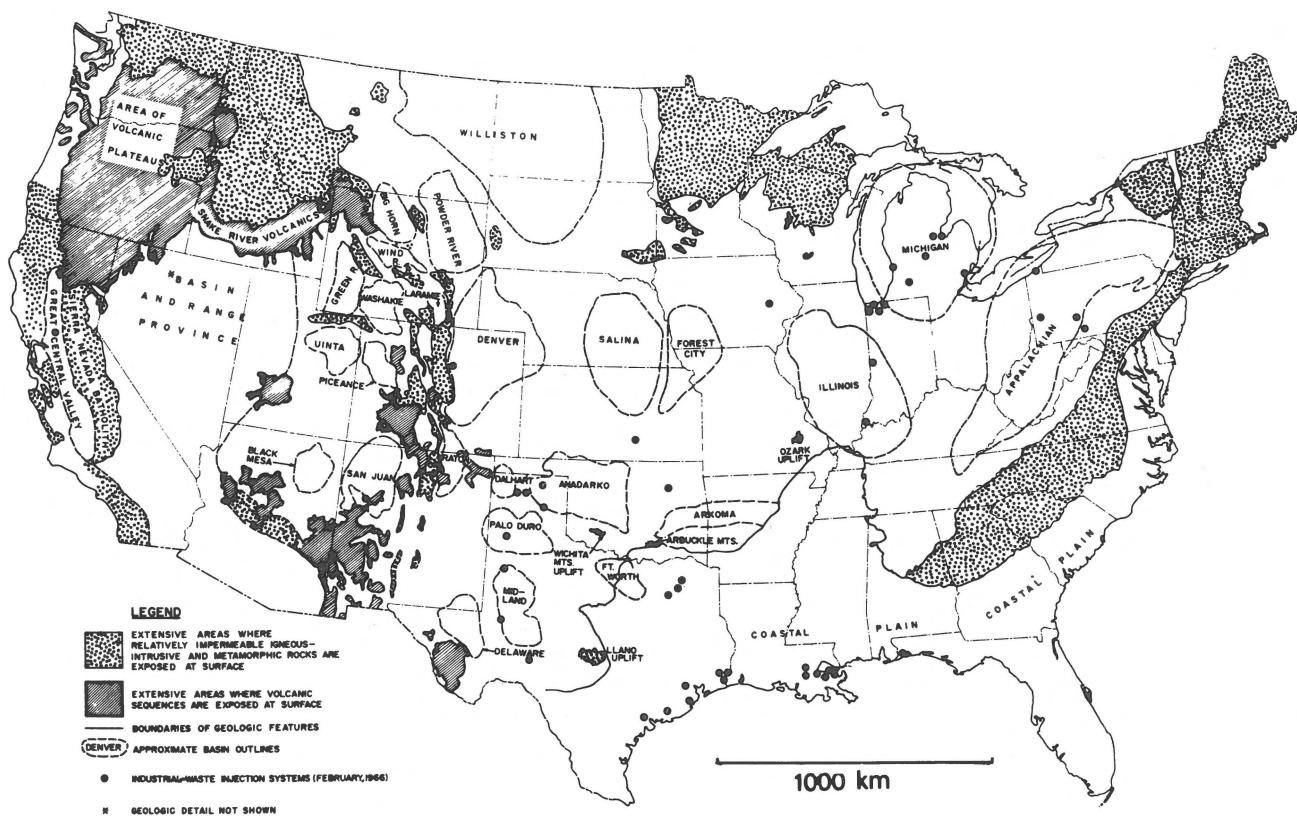 AREA OF
VOLCANIC
PLATEAU
SNAKE RIVER VOLCANICS
*BASIN
AND RANGE
PROVINCE
GREAT CENTRAL VALLEY
SIERRA NEVADA BATHOLITH
WILLISTON
BIG HORN
POWDER RIVER
WIND R.
GREEN R.
WASHAKIE
LARAMIE
UINTA
PICEANCE
DENVER
SALINA
FOREST
CITY
MICHIGAN
ILLINOIS
APPALACHIAN
OZARK
UPLIFT
BLACK
MESA
SAN JUAN
RATON
DALHART
ANADARKO
PALO DURO
WICHITA
MTS.
UPLIFT
ARKOMA
ARBUCKLE MTS.
FT.
WORTH
MID-
LAND
DELAWARE
LLANO
UPLIFT
COASTAL PLAIN
COASTAL PLAIN
LEGEND
EXTENSIVE AREAS WHERE
RELATIVELY IMPERMEABLE IGNEOUS-
INTRUSIVE AND METAMORPHIC ROCKS ARE
EXPOSED AT SURFACE
EXTENSIVE AREAS WHERE VOLCANIC
SEQUENCES ARE EXPOSED AT SURFACE
BOUNDARIES OF GEOLOGIC FEATURES
DENVER APPROXIMATE BASIN OUTLINES
INDUSTRIAL-WASTE INJECTION SYSTEMS (FEBRUARY, 1966)
* GEOLOGIC DETAIL NOT SHOWN
1000 km